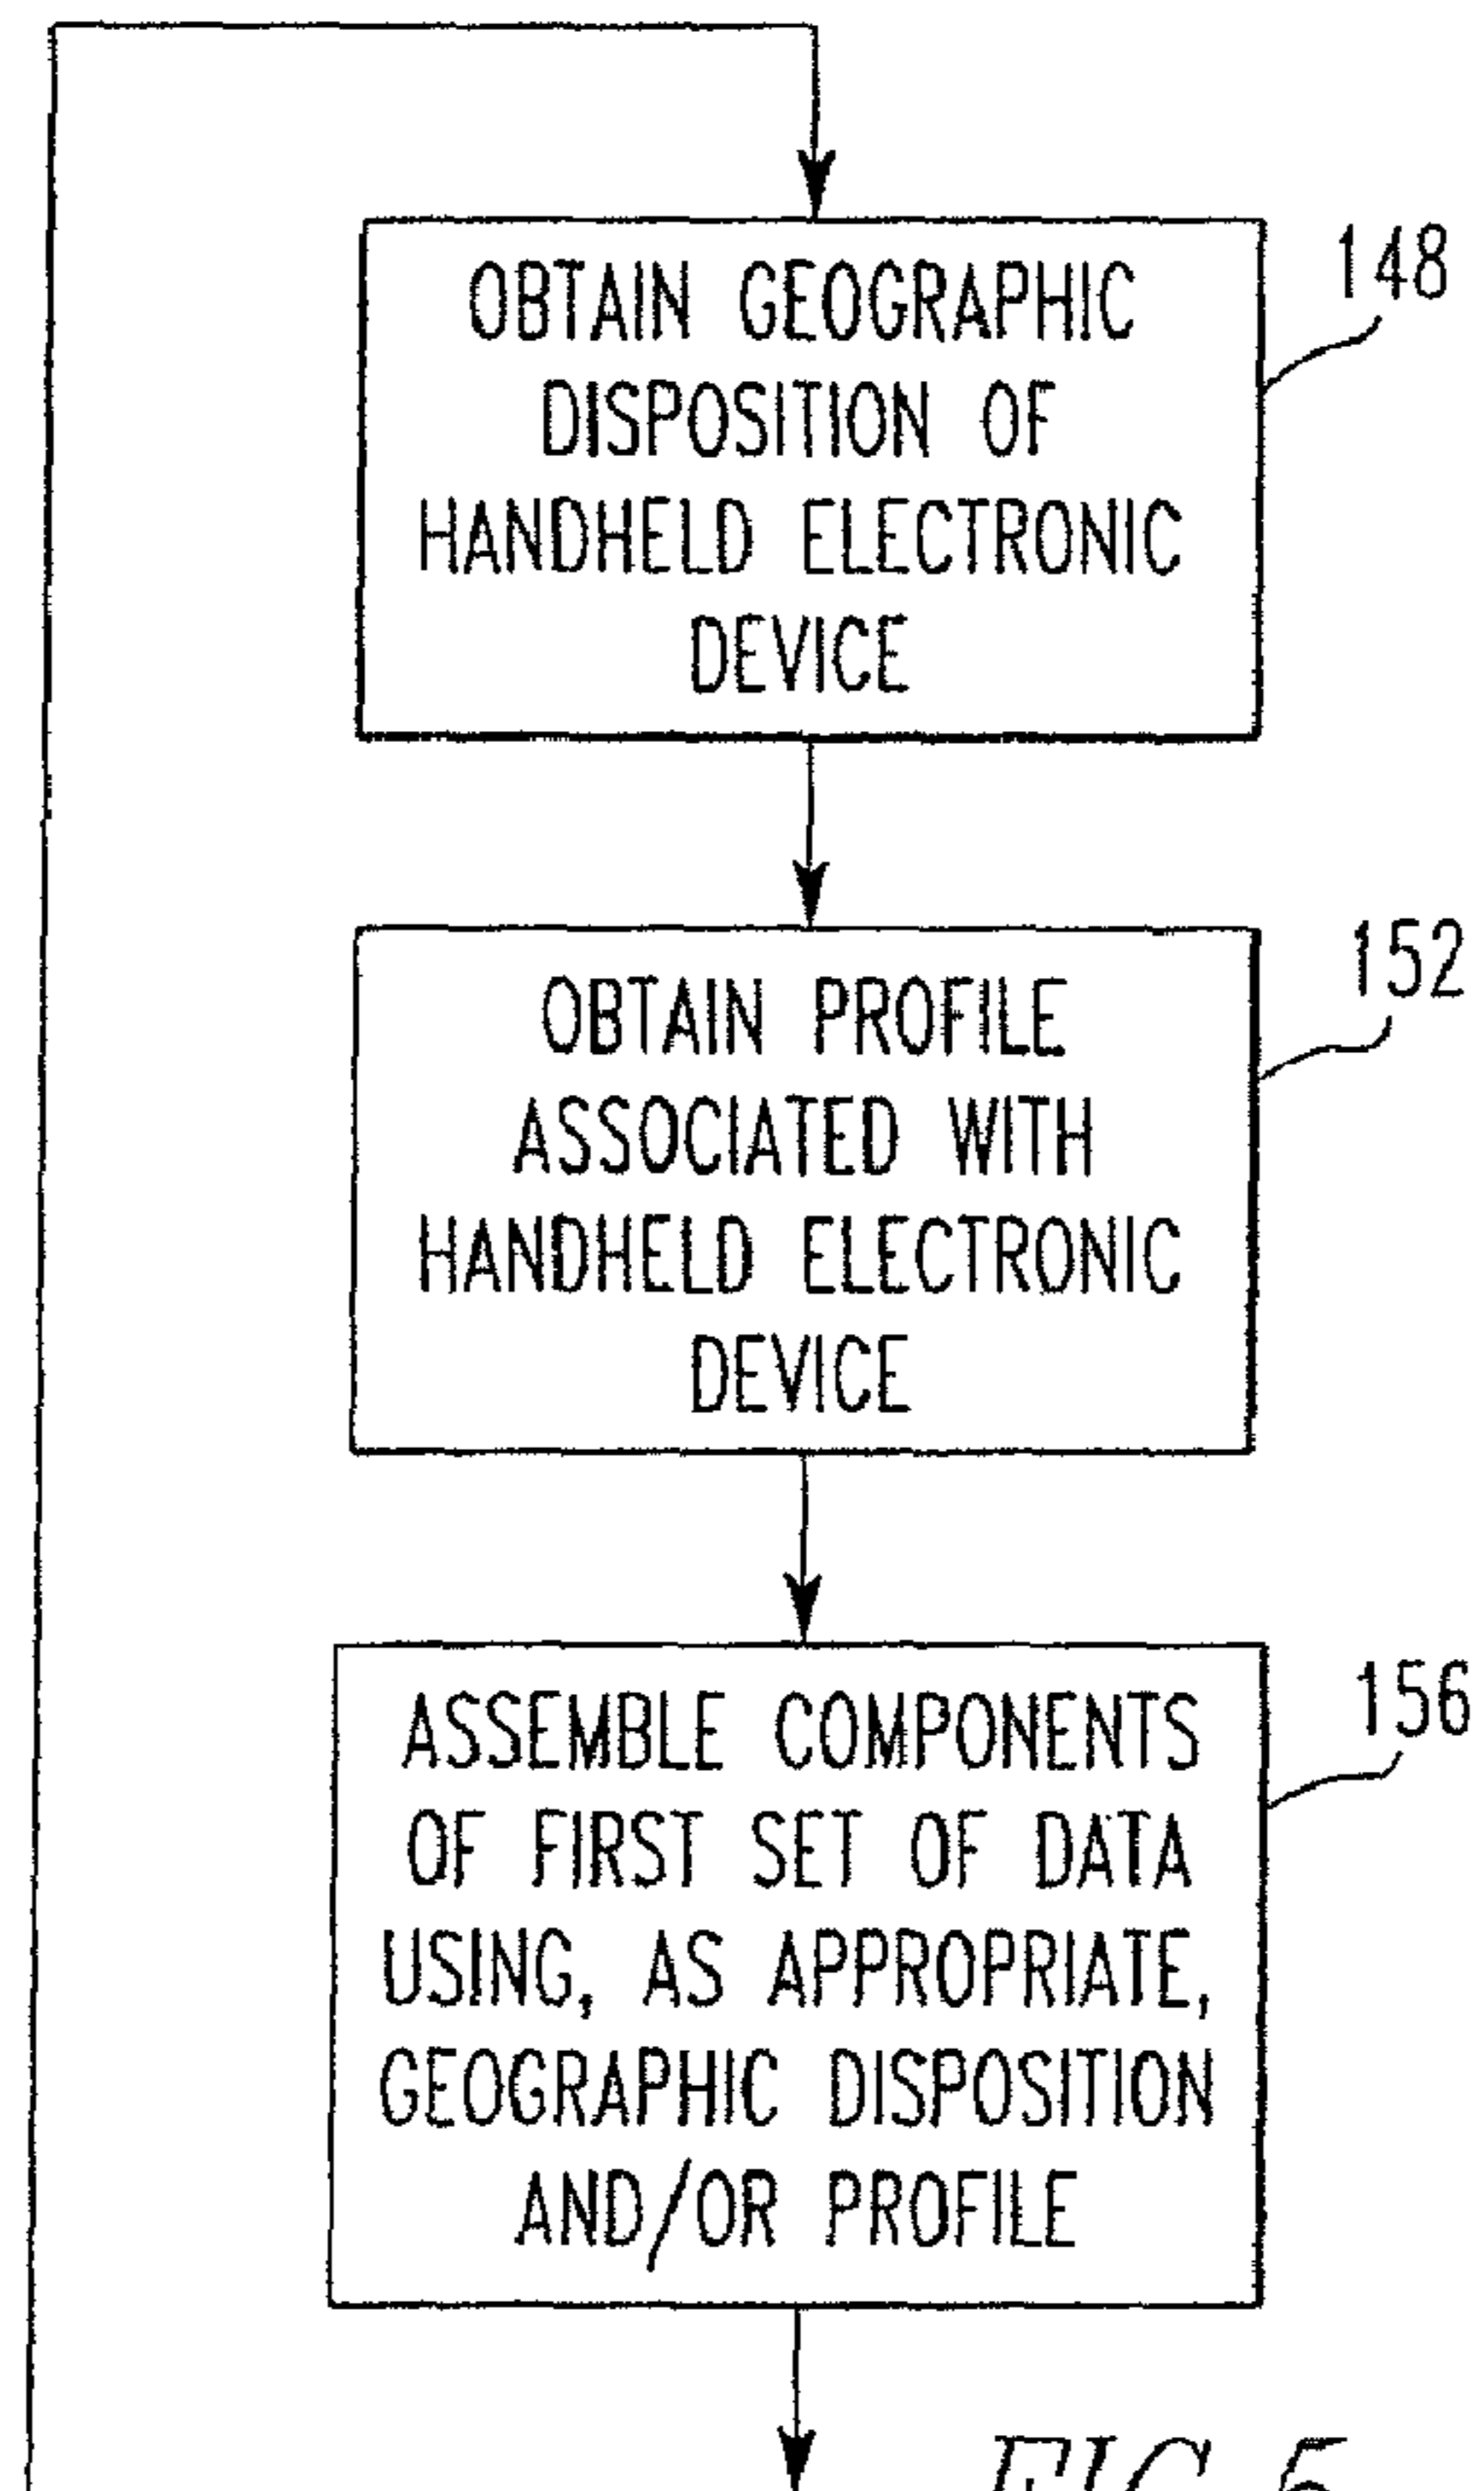 OBTAIN GEOGRAPHIC
DISPOSITION OF
HANDHELD ELECTRONIC
DEVICE
148
OBTAIN PROFILE
ASSOCIATED WITH
HANDHELD ELECTRONIC
DEVICE
152
ASSEMBLE COMPONENTS
OF FIRST SET OF DATA
USING, AS APPROPRIATE,
GEOGRAPHIC DISPOSITION
AND/OR PROFILE
156